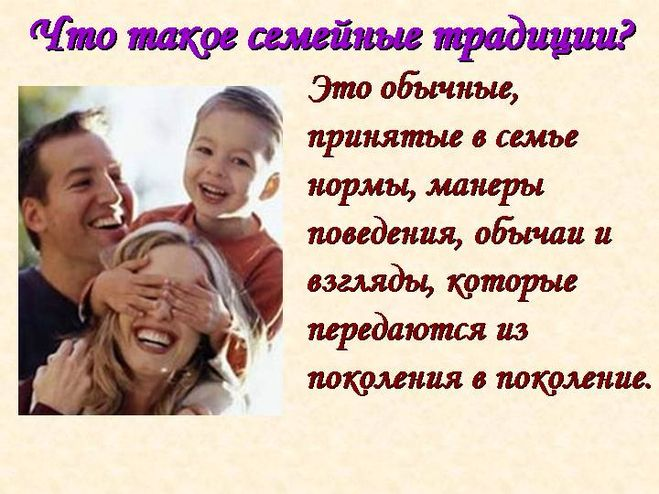 Что такое семейные традиции?
Это обычные,
принятые в семье
нормы, манеры
поведения, обычаи и
взгляды, которые
передаются из
поколения в поколение.